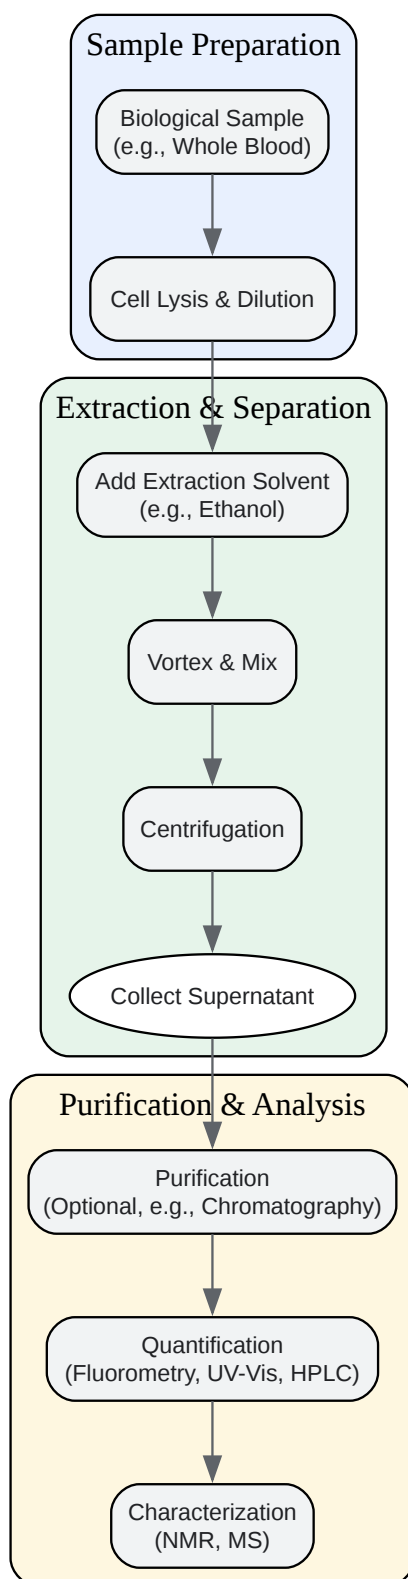 Sample Preparation
Biological Sample
(e.g., Whole Blood)
Cell Lysis & Dilution
Extraction & Separation
Add Extraction Solvent
(e.g., Ethanol)
Vortex & Mix
Centrifugation
Collect Supernatant
Purification & Analysis
Purification
(Optional, e.g., Chromatography)
Quantification
(Fluorometry, UV-Vis, HPLC)
Characterization
(NMR, MS)